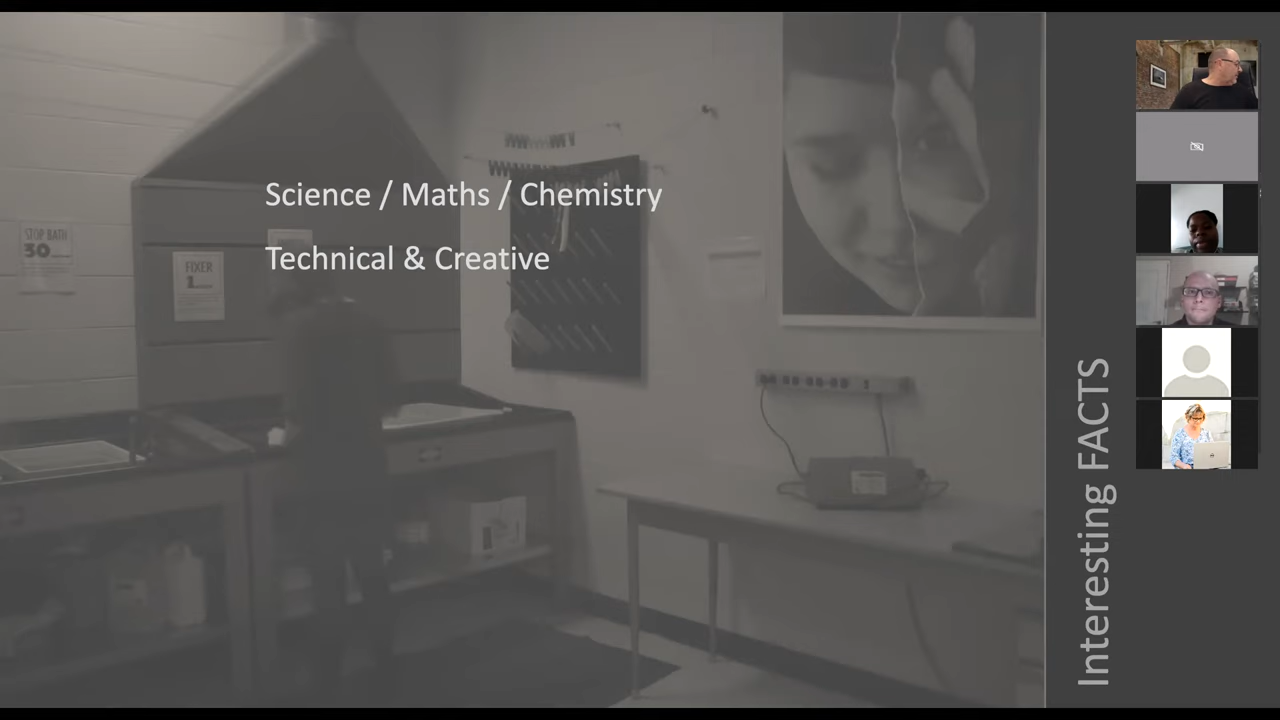 Science / Maths / Chemistry
Technical & Creative
STOP BATH
30
FIXER
1
Interesting FACTS